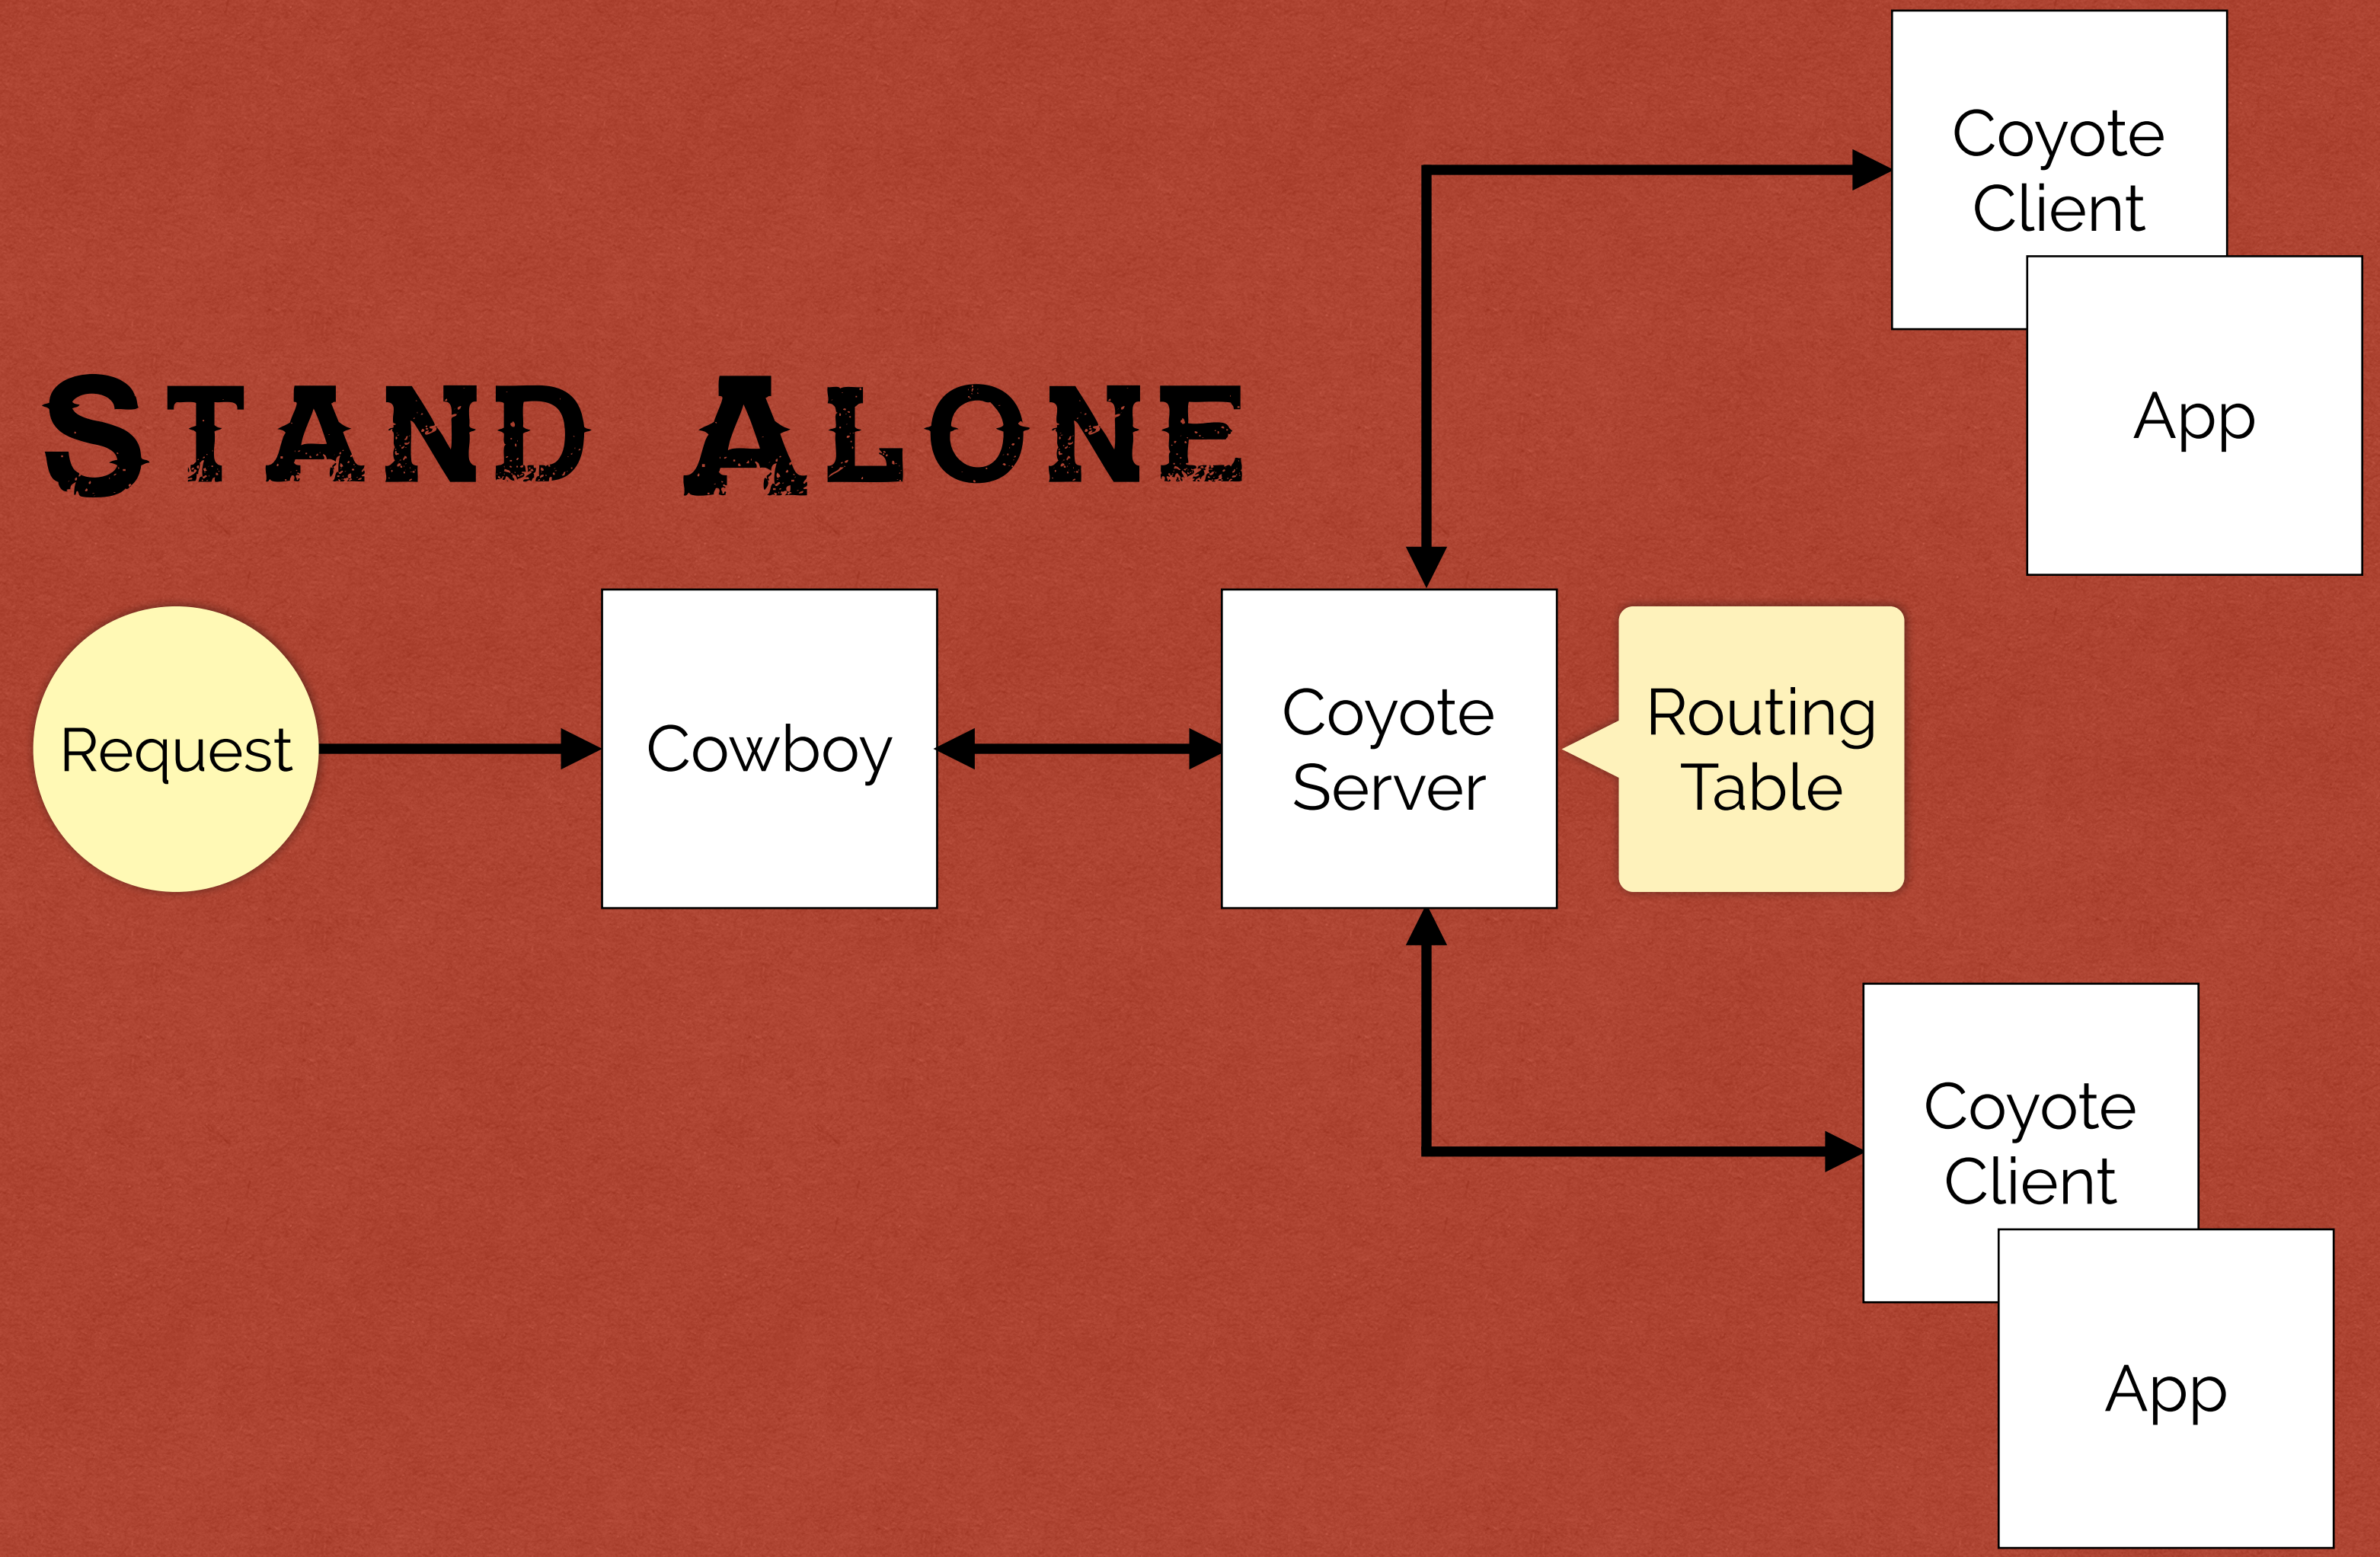 Stand Alone
Request
Cowboy
Coyote
Server
Routing
Table
Coyote
Client
App
Coyote
Client
App